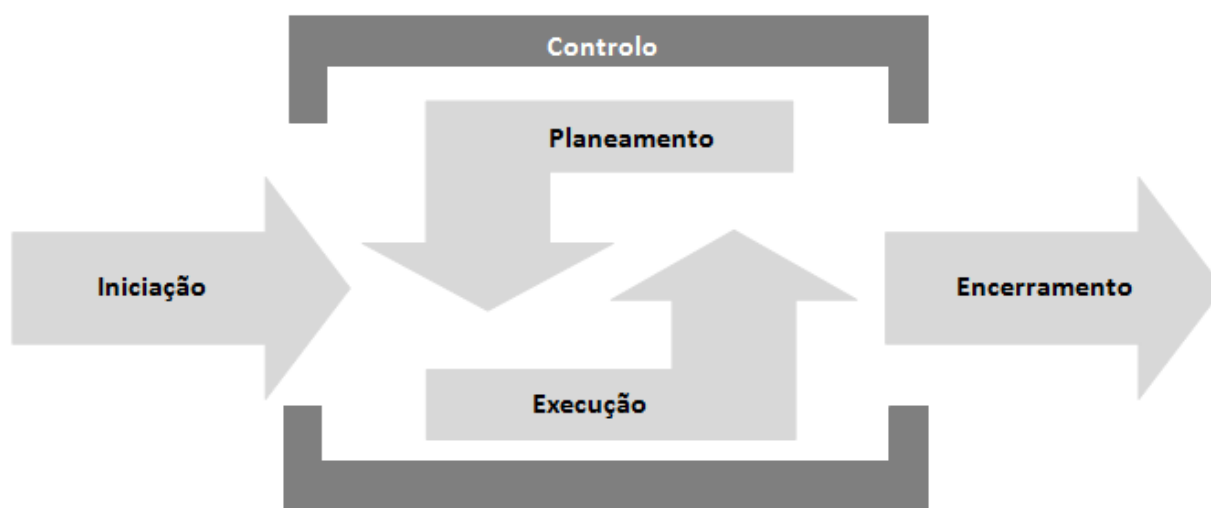 Controlo
Planeamento
Iniciação
Encerramento
Execução